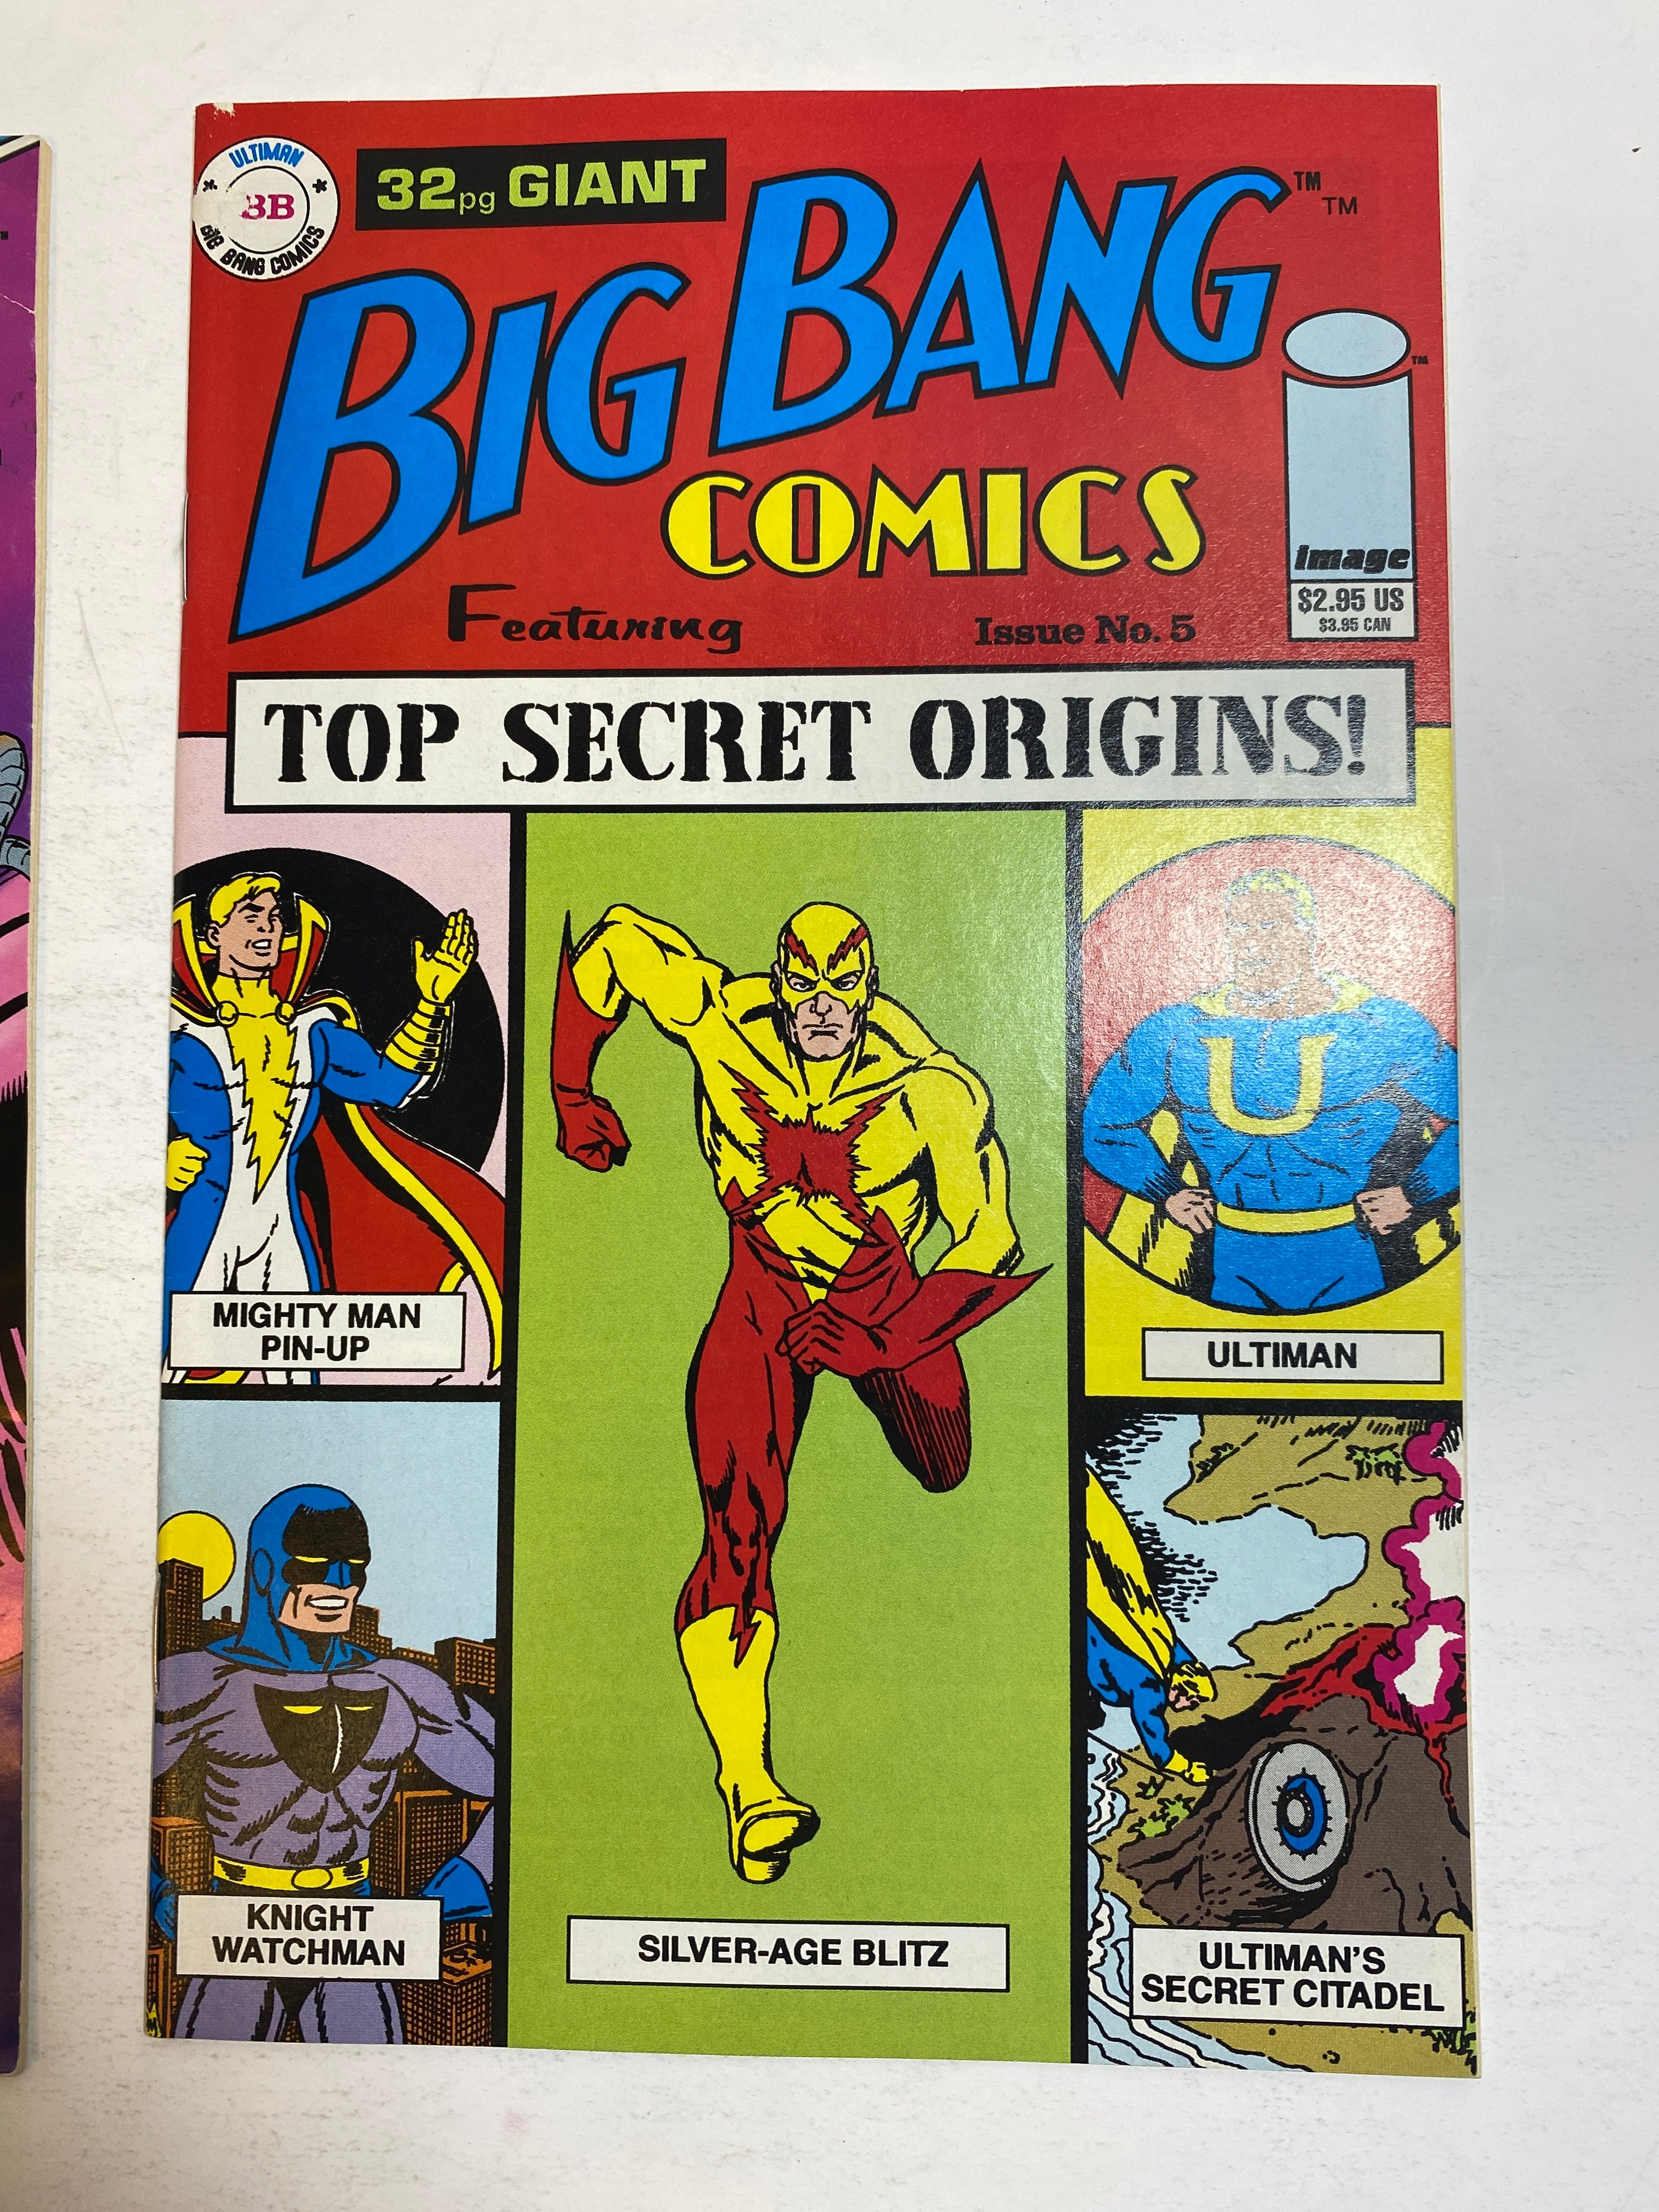 ULTIMAN
BB
BIG BANG COMICS
32pg GIANT
BIG BANG ™ ™
COMICS
Featuring
Issue No. 5
™
image
$2.95 US
$3.95 CAN
TOP SECRET ORIGINS!
U
MIGHTY MAN
PIN-UP
ULTIMAN
KNIGHT
WATCHMAN
SILVER-AGE BLITZ
ULTIMAN'S
SECRET CITADEL